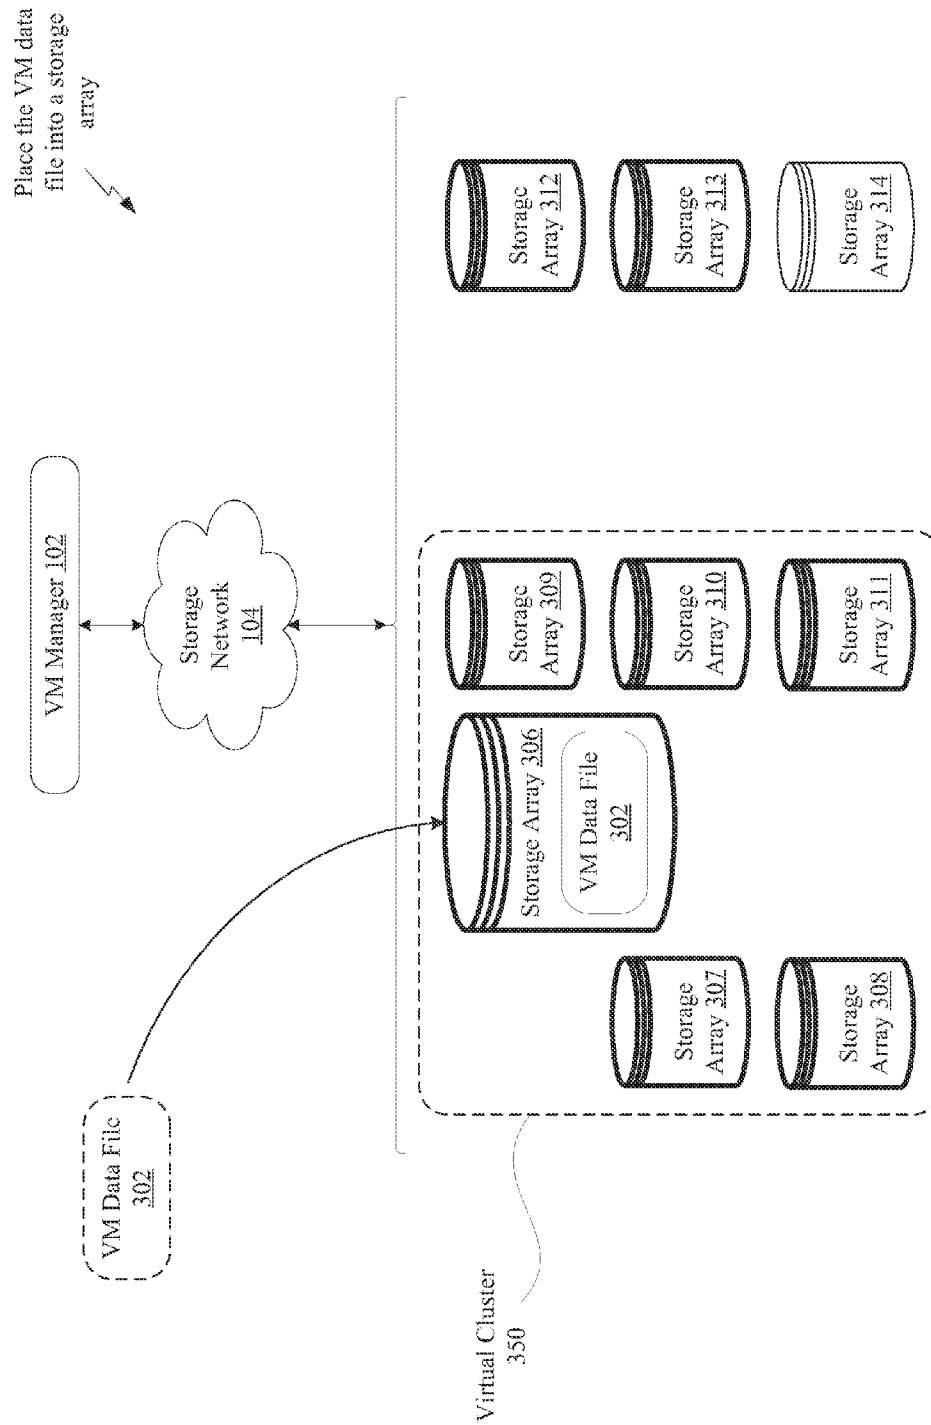 Place the VM data
file into a storage
array
VM Manager 102
Storage
Network
104
VM Data File
302
Storage Array 306
VM Data File
302
Storage
Array 307
Storage
Array 308
Storage
Array 309
Storage
Array 310
Storage
Array 311
Storage
Array 312
Storage
Array 313
Storage
Array 314
Virtual Cluster
350